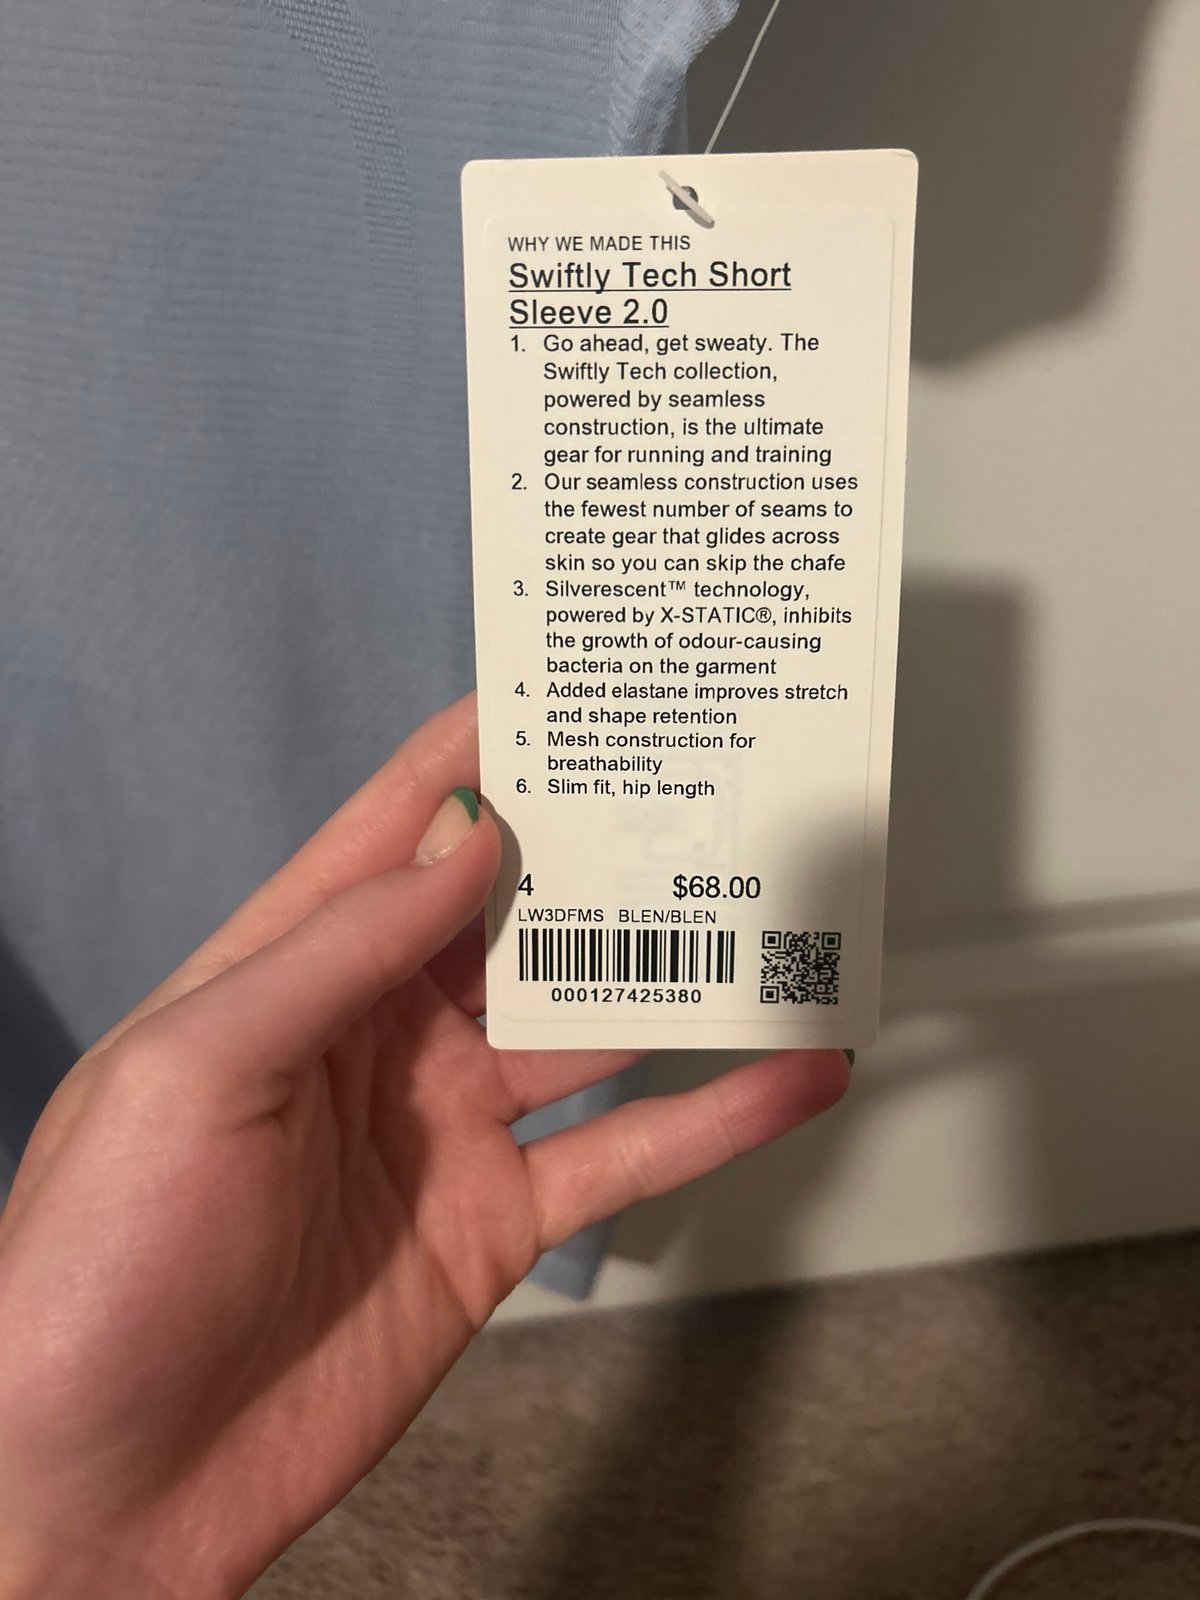 WHY WE MADE THIS
Swiftly Tech Short
Sleeve 2.0
1. Go ahead, get sweaty. The
Swiftly Tech collection,
powered by seamless
construction, is the ultimate
gear for running and training
2. Our seamless construction uses
the fewest number of seams to
create gear that glides across
skin so you can skip the chafe
3. Silverescent™ technology,
powered by X-STATIC®, inhibits
the growth of odour-causing
bacteria on the garment
4. Added elastane improves stretch
and shape retention
5. Mesh construction for
breathability
6. Slim fit, hip length
4 $68.00
LW3DFMS BLEN/BLEN
000127425380